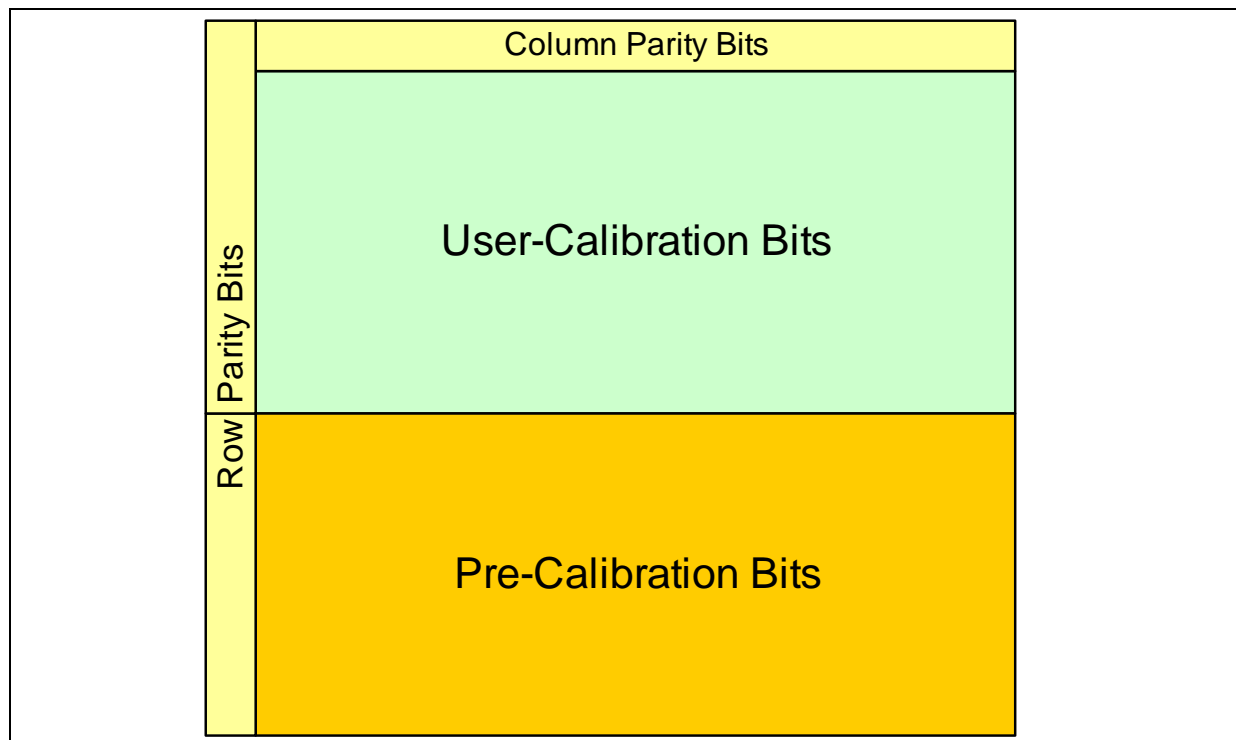 Column Parity Bits
User-Calibration Bits
Row Parity Bits
Pre-Calibration Bits